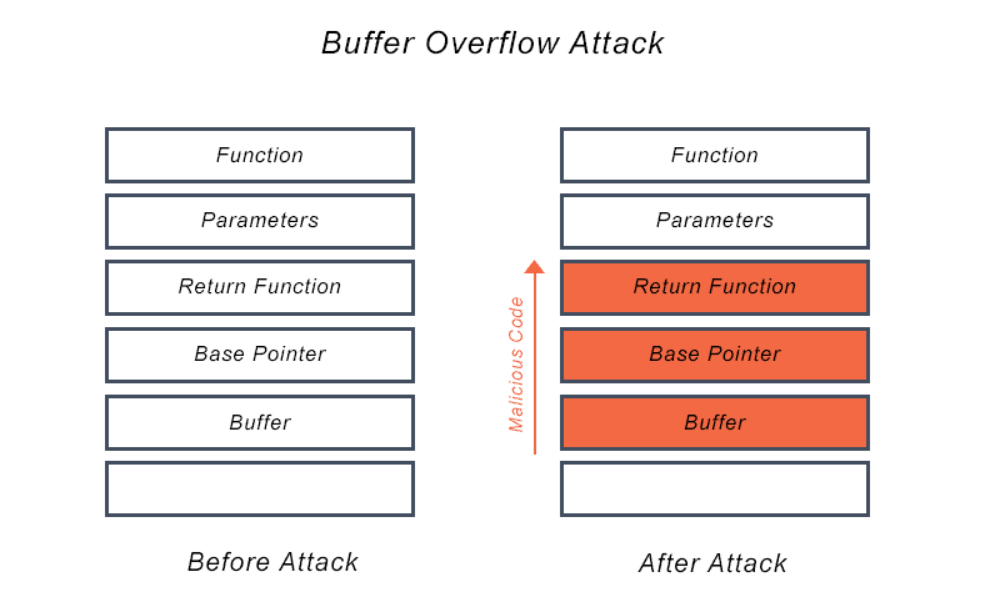 Buffer Overflow Attack
Function
Parameters
Return Function
Base Pointer
Buffer
Before Attack
Malicious Code
Function
Parameters
Return Function
Base Pointer
Buffer
After Attack